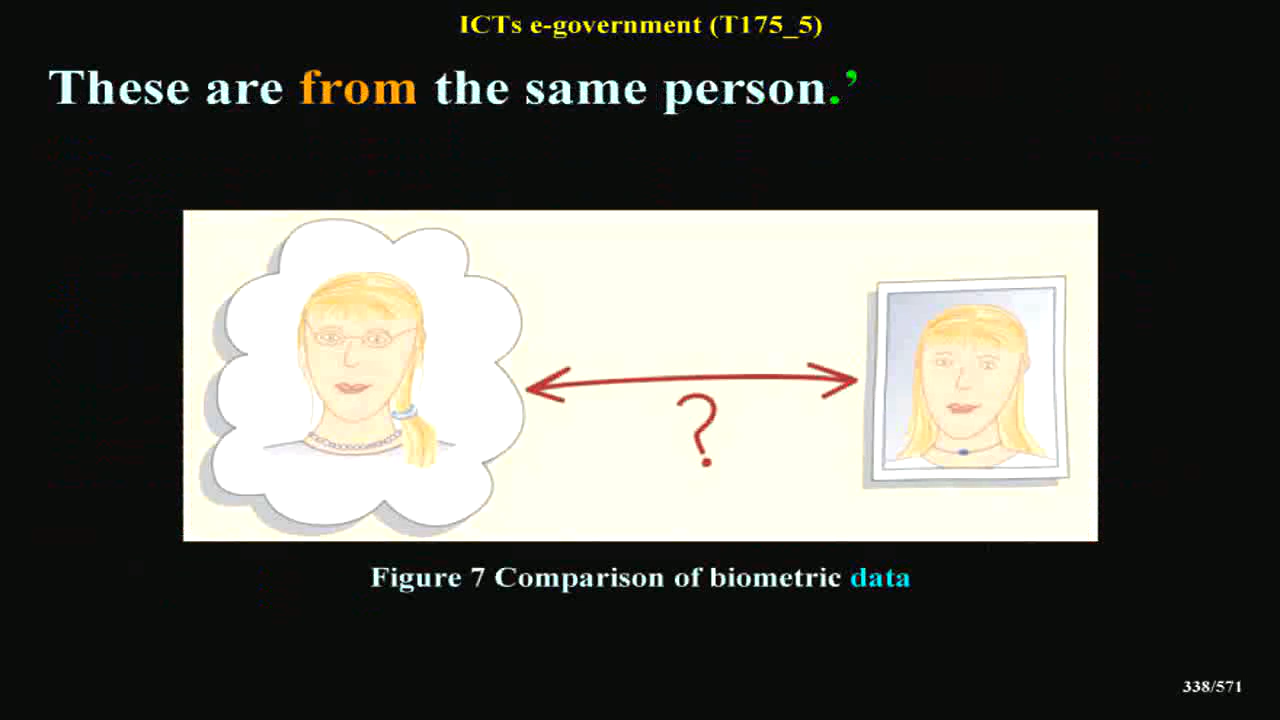 ICTs e-government (T175_5)
These are from the same person.’
?
Figure 7 Comparison of biometric data
338/571